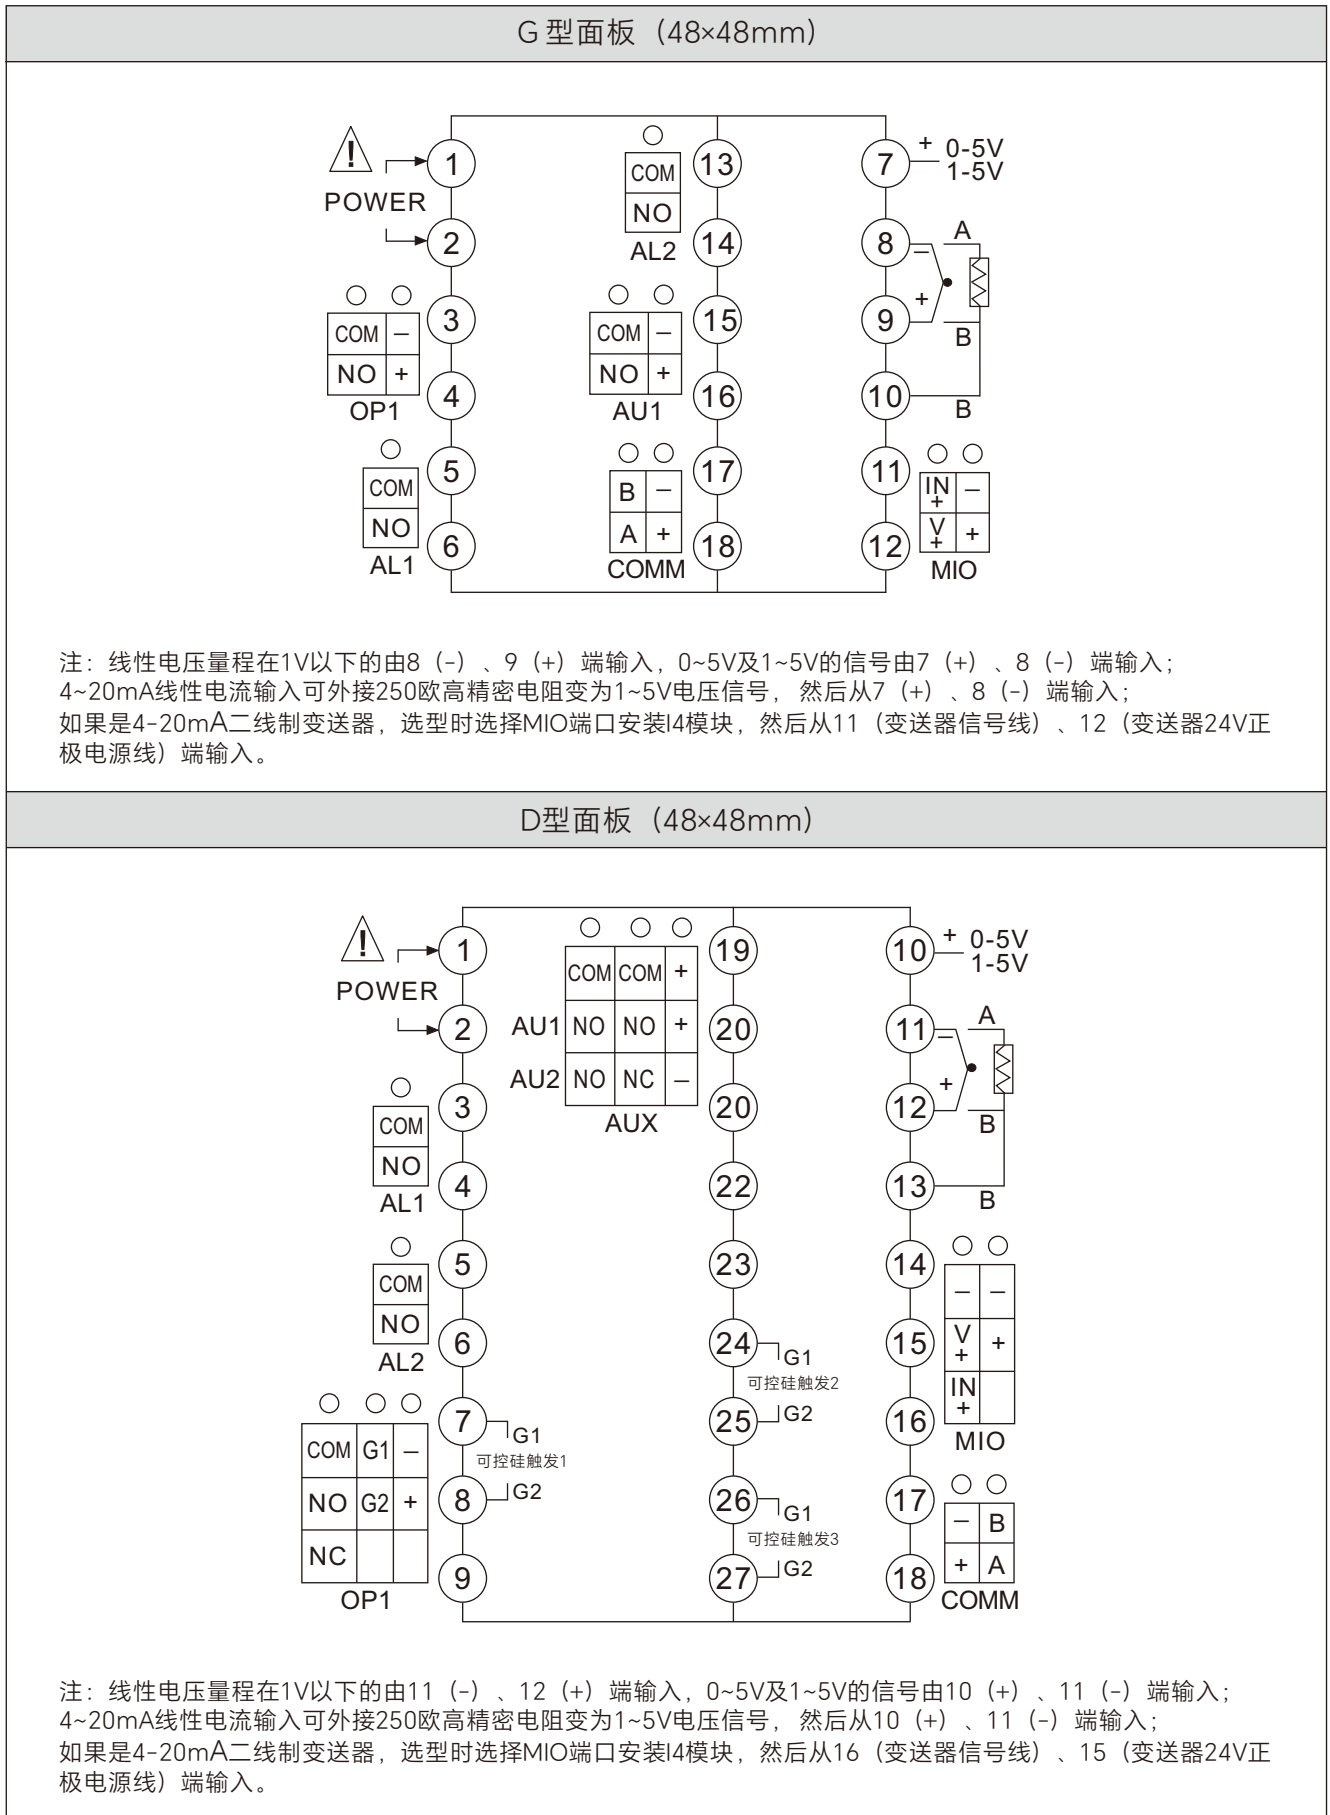 G 型面板（48×48mm）
1
POWER
2
3
COM –
NO +
OP1
4
5
COM
NO
AL1
6
COM
NO
AL2
13
14
COM –
NO +
AU1
15
16
B –
A +
COMM
17
18
7
+ 0-5V
1-5V
8
–
A
+
9
B
10
B
11
IN+ –
V+ +
MIO
12
注：线性电压量程在1V以下的由8（-）、9（+）端输入，0~5V及1~5V的信号由7（+）、8（-）端输入；
4~20mA线性电流输入可外接250欧高精密电阻变为1~5V电压信号， 然后从7（+）、8（-）端输入；
如果是4-20mA二线制变送器，选型时选择MIO端口安装I4模块，然后从11（变送器信号线）、12（变送器24V正
极电源线）端输入。
D型面板（48×48mm）
!
1
POWER
2
3
COM
NO
AL1
4
5
COM
NO
AL2
6
COM G1 –
NO G2 +
NC
OP1
7
G1
可控硅触发1
8
G2
9
COM COM +
AU1 NO NO +
AU2 NO NC –
AUX
19
20
20
22
23
24
G1
可控硅触发2
25
G2
26
G1
可控硅触发3
27
G2
10
+ 0-5V
1-5V
11
–
A
+
12
B
13
B
14
– –
15
V+ +
16
IN+
MIO
17
– B
18
+ A
COMM
注：线性电压量程在1V以下的由11（-）、12（+）端输入，0~5V及1~5V的信号由10（+）、11（-）端输入；
4~20mA线性电流输入可外接250欧高精密电阻变为1~5V电压信号， 然后从10（+）、11（-）端输入；
如果是4-20mA二线制变送器，选型时选择MIO端口安装I4模块，然后从16（变送器信号线）、15（变送器24V正
极电源线）端输入。